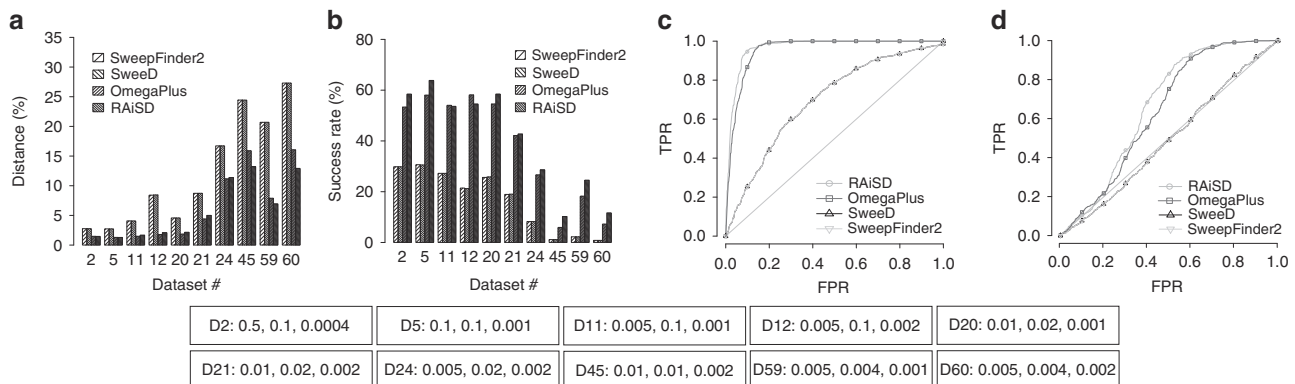 a
35
30
25
20
15
10
5
0
Distance (%)
SweepFinder2
SweeD
OmegaPlus
RAiSD
2 5 11 12 20 21 24 45 59 60
Dataset #
b
80
60
40
20
0
Success rate (%)
SweepFinder2
SweeD
OmegaPlus
RAiSD
2 5 11 12 20 21 24 45 59 60
Dataset #
c
1.0
0.8
0.6
0.4
0.2
0.0
TPR
RAiSD
OmegaPlus
SweeD
SweepFinder2
0.0 0.2 0.4 0.6 0.8 1.0
FPR
d
1.0
0.8
0.6
0.4
0.2
0.0
TPR
RAiSD
OmegaPlus
SweeD
SweepFinder2
0.0 0.2 0.4 0.6 0.8 1.0
FPR
D2: 0.5, 0.1, 0.0004
D5: 0.1, 0.1, 0.001
D11: 0.005, 0.1, 0.001
D12: 0.005, 0.1, 0.002
D20: 0.01, 0.02, 0.001
D21: 0.01, 0.02, 0.002
D24: 0.005, 0.02, 0.002
D45: 0.01, 0.01, 0.002
D59: 0.005, 0.004, 0.001
D60: 0.005, 0.004, 0.002